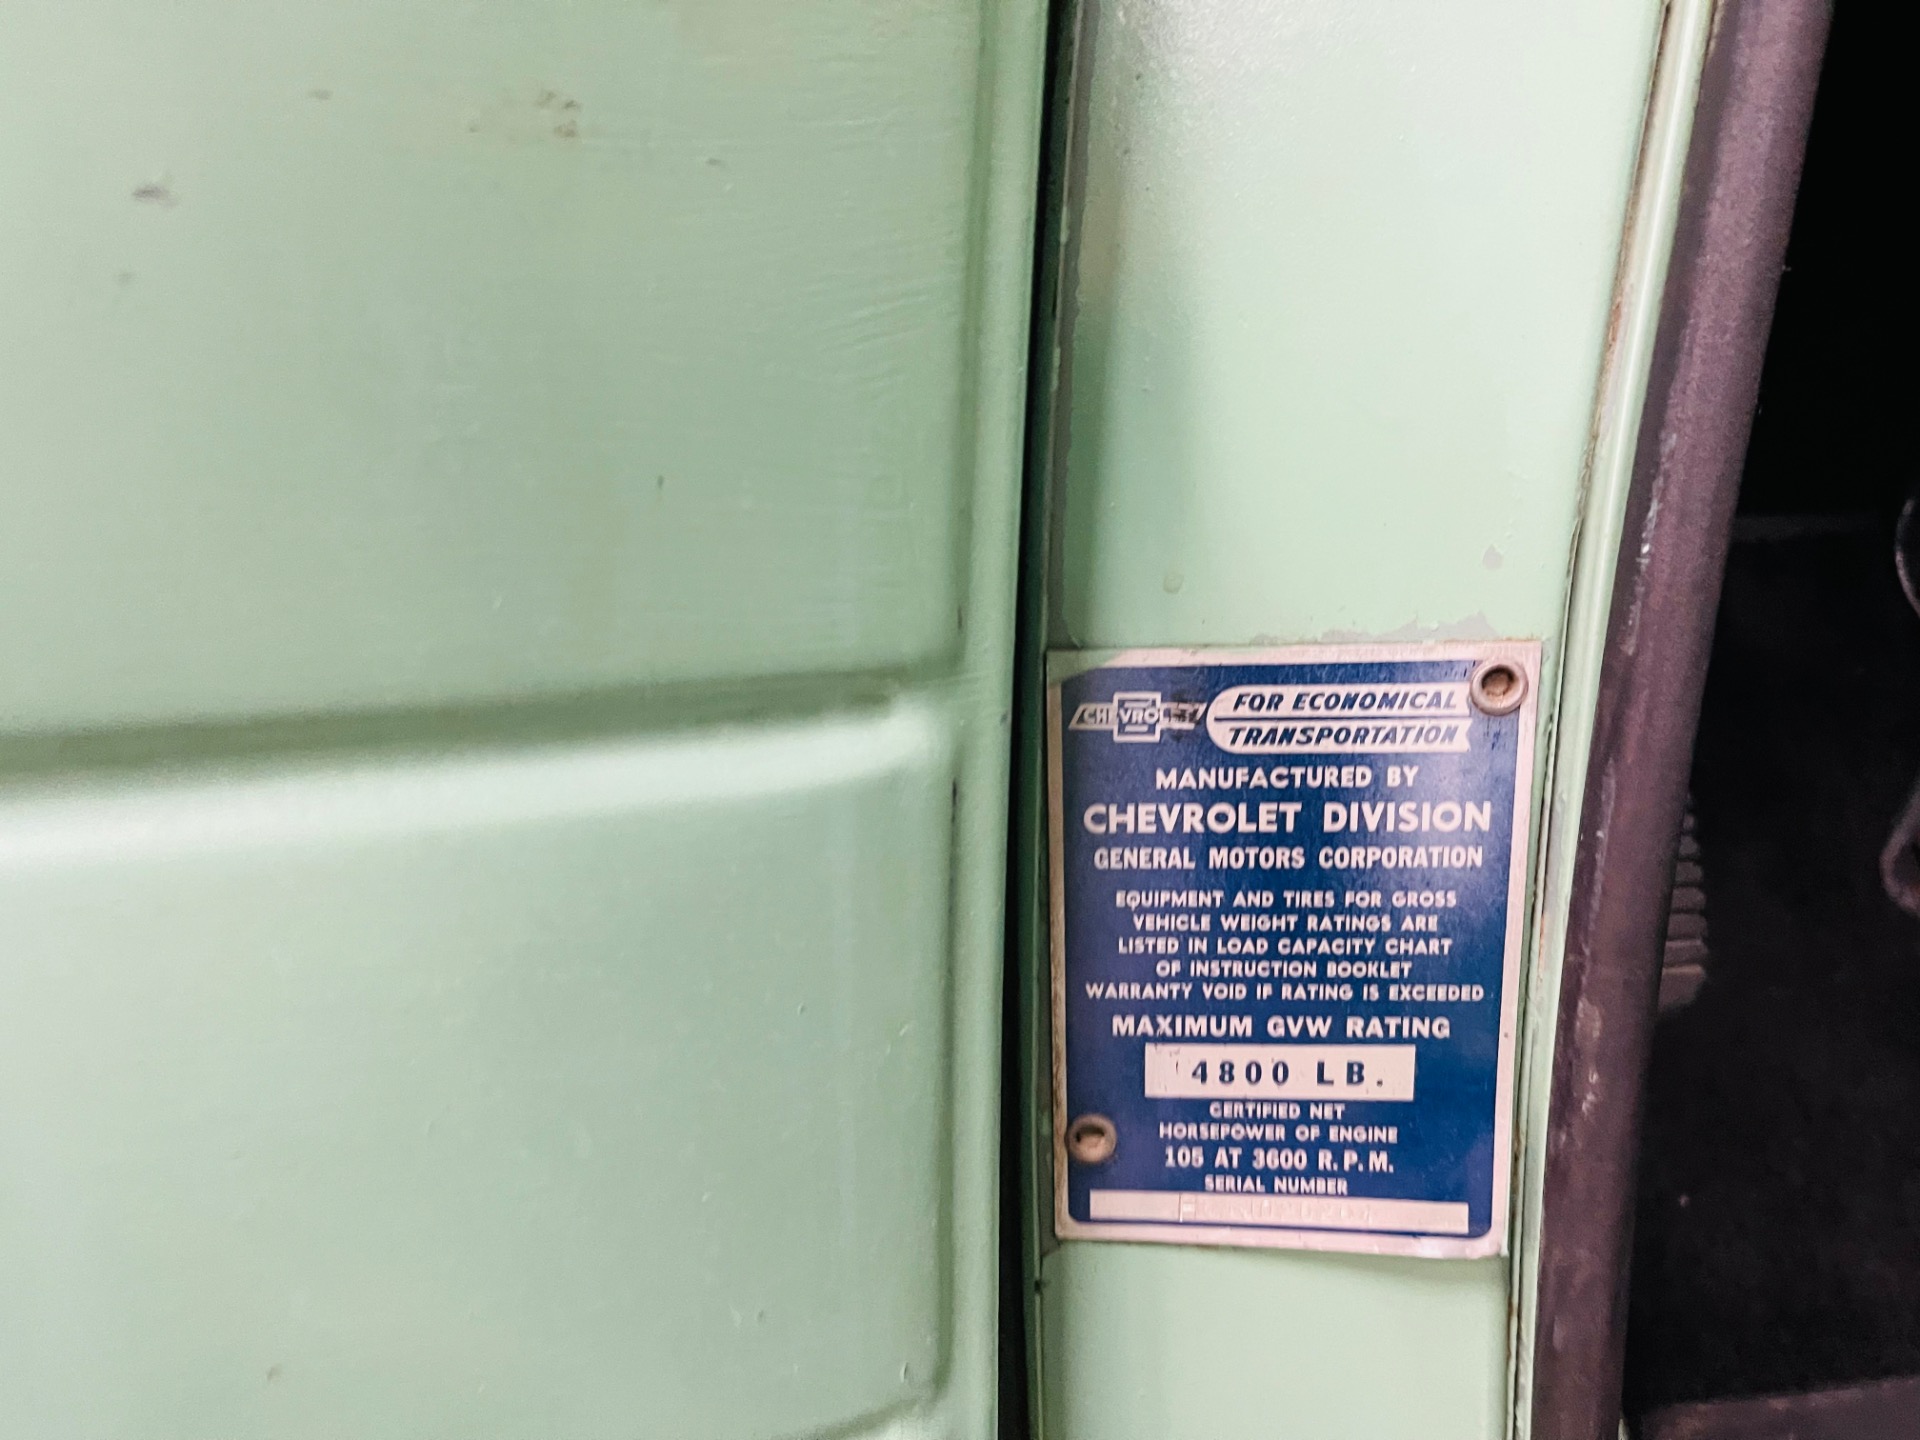 CHEVROLET
FOR ECONOMICAL
TRANSPORTATION
MANUFACTURED BY
CHEVROLET DIVISION
GENERAL MOTORS CORPORATION
EQUIPMENT AND TIRES FOR GROSS
VEHICLE WEIGHT RATINGS ARE
LISTED IN LOAD CAPACITY CHART
OF INSTRUCTION BOOKLET
WARRANTY VOID IF RATING IS EXCEEDED
MAXIMUM GVW RATING
4800 LB.
CERTIFIED NET
HORSEPOWER OF ENGINE
105 AT 3600 R.P.M.
SERIAL NUMBER